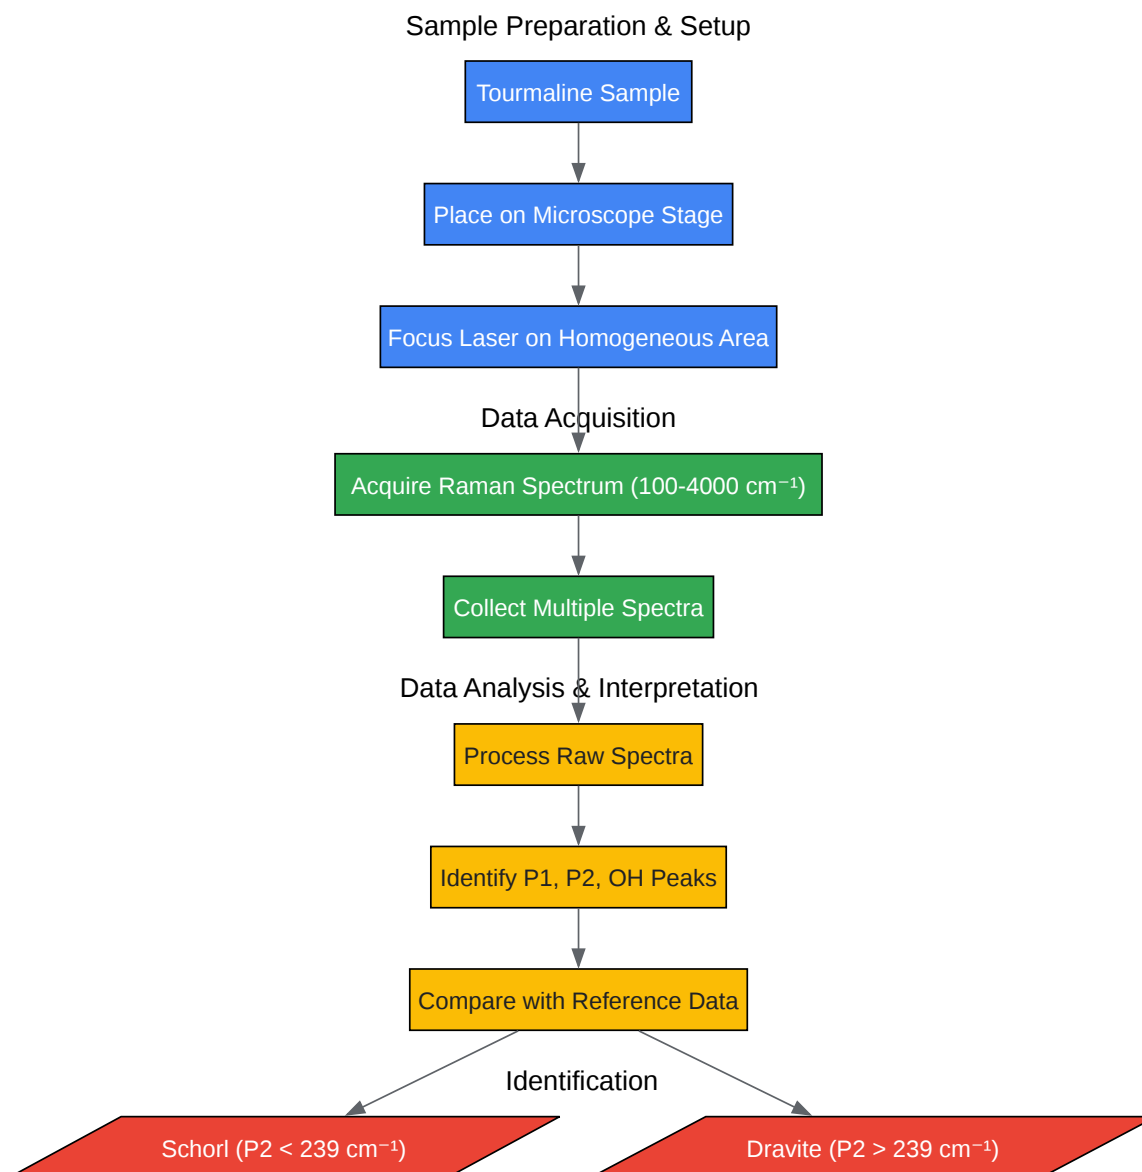 Sample Preparation & Setup
Tourmaline Sample
Place on Microscope Stage
Focus Laser on Homogeneous Area
Data Acquisition
Acquire Raman Spectrum (100-4000 cm⁻¹)
Collect Multiple Spectra
Data Analysis & Interpretation
Process Raw Spectra
Identify P1, P2, OH Peaks
Compare with Reference Data
Identification
Schorl (P2 < 239 cm⁻¹)
Dravite (P2 > 239 cm⁻¹)